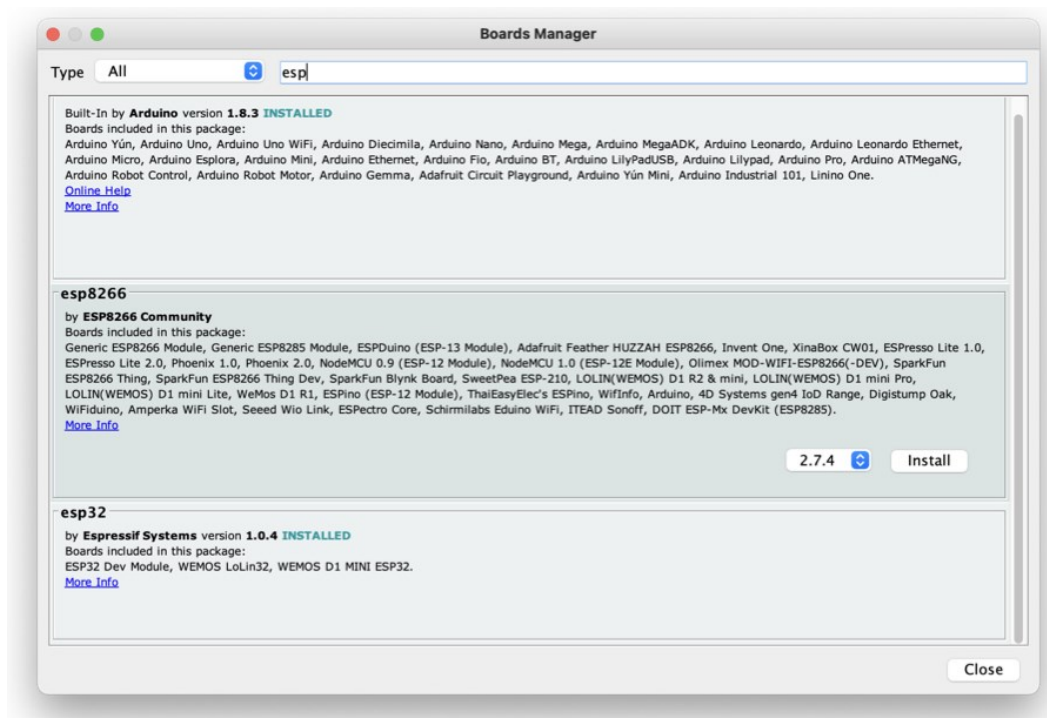 Boards Manager
Type All esp
Built-In by Arduino version 1.8.3 INSTALLED
Boards included in this package:
Arduino Yún, Arduino Uno, Arduino Uno WiFi, Arduino Diecimila, Arduino Nano, Arduino Mega, Arduino MegaADK, Arduino Leonardo, Arduino Leonardo Ethernet,
Arduino Micro, Arduino Esplora, Arduino Mini, Arduino Ethernet, Arduino Fio, Arduino BT, Arduino LilyPadUSB, Arduino Lilypad, Arduino Pro, Arduino ATMegaNG,
Arduino Robot Control, Arduino Robot Motor, Arduino Gemma, Adafruit Circuit Playground, Arduino Yún Mini, Arduino Industrial 101, Linino One.
Online Help
More Info
esp8266
by ESP8266 Community
Boards included in this package:
Generic ESP8266 Module, Generic ESP8285 Module, ESPDuino (ESP-13 Module), Adafruit Feather HUZZAH ESP8266, Invent One, XinaBox CW01, ESPresso Lite 1.0,
ESPresso Lite 2.0, Phoenix 1.0, Phoenix 2.0, NodeMCU 0.9 (ESP-12 Module), NodeMCU 1.0 (ESP-12E Module), Olimex MOD-WIFI-ESP8266(-DEV), SparkFun
ESP8266 Thing, SparkFun ESP8266 Thing Dev, SparkFun Blynk Board, SweetPea ESP-210, LOLIN(WEMOS) D1 R2 & mini, LOLIN(WEMOS) D1 mini Pro,
LOLIN(WEMOS) D1 mini Lite, WeMos D1 R1, ESPino (ESP-12 Module), ThaiEasyElec's ESPino, WifInfo, Arduino, 4D Systems gen4 IoD Range, Digistump Oak,
WiFiduino, Amperka WiFi Slot, Seeed Wio Link, ESPectro Core, Schirmilabs Eduino WiFi, ITEAD Sonoff, DOIT ESP-Mx DevKit (ESP8285).
More Info
2.7.4 Install
esp32
by Espressif Systems version 1.0.4 INSTALLED
Boards included in this package:
ESP32 Dev Module, WEMOS LoLin32, WEMOS D1 MINI ESP32.
More Info
Close